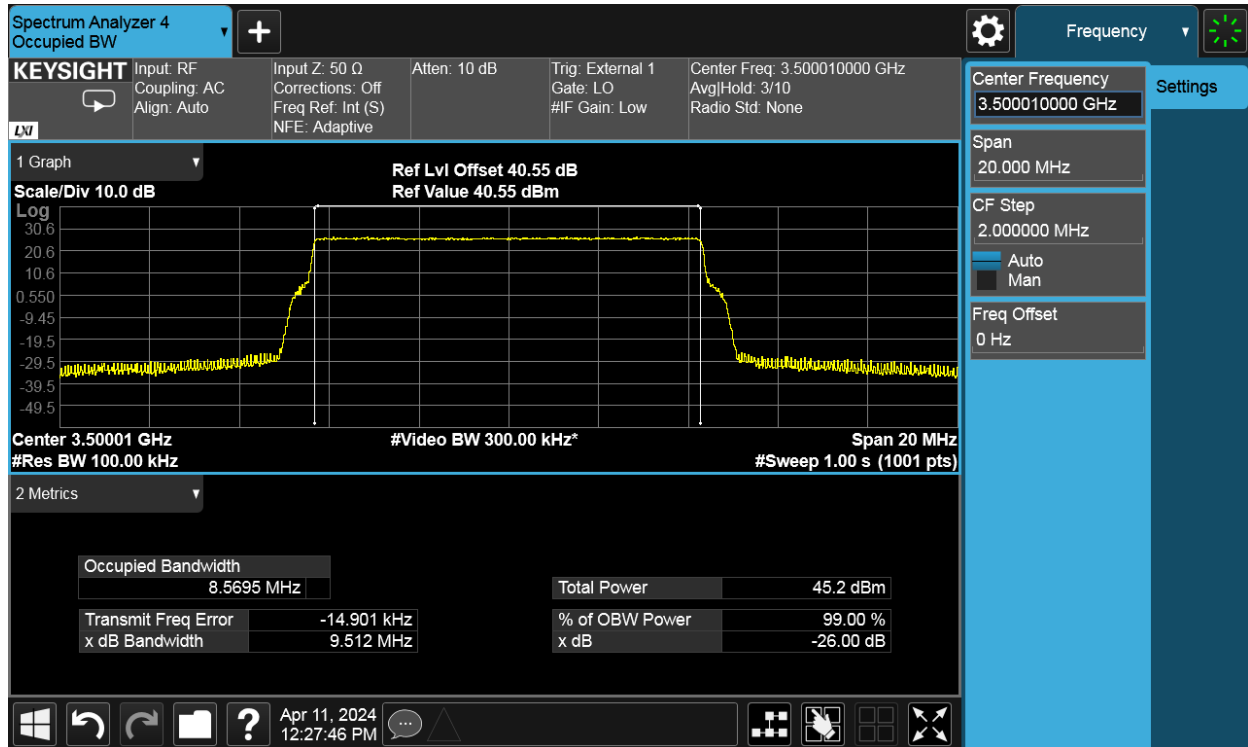 Spectrum Analyzer 4
Occupied BW
Frequency
KEYSIGHT
LXI
Input: RF
Coupling: AC
Align: Auto
Input Z: 50 Ω
Corrections: Off
Freq Ref: Int (S)
NFE: Adaptive
Atten: 10 dB
Trig: External 1
Gate: LO
#IF Gain: Low
Center Freq: 3.500010000 GHz
Avg|Hold: 3/10
Radio Std: None
Center Frequency
3.500010000 GHz
Settings
Span
20.000 MHz
CF Step
2.000000 MHz
Auto
Man
Freq Offset
0 Hz
1 Graph
Scale/Div 10.0 dB
Ref Lvl Offset 40.55 dB
Ref Value 40.55 dBm
Log
30.6
20.6
10.6
0.550
-9.45
-19.5
-29.5
-39.5
-49.5
Center 3.50001 GHz
#Video BW 300.00 kHz*
Span 20 MHz
#Res BW 100.00 kHz
#Sweep 1.00 s (1001 pts)
2 Metrics
Occupied Bandwidth
8.5695 MHz
Total Power 45.2 dBm
Transmit Freq Error -14.901 kHz
% of OBW Power 99.00 %
x dB Bandwidth 9.512 MHz
x dB -26.00 dB
?
Apr 11, 2024
12:27:46 PM